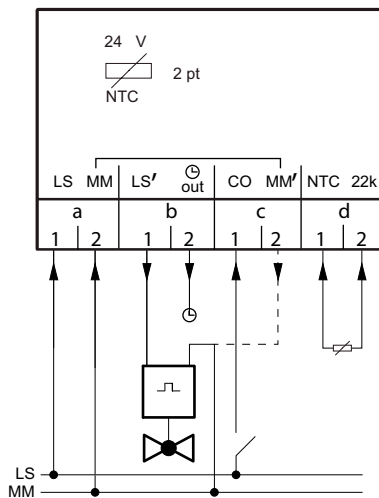 24 V
2 pt
NTC
LS MM LS' out CO MM' NTC 22k
a b c d
1 2 1 2 1 2 1 2
LS
MM